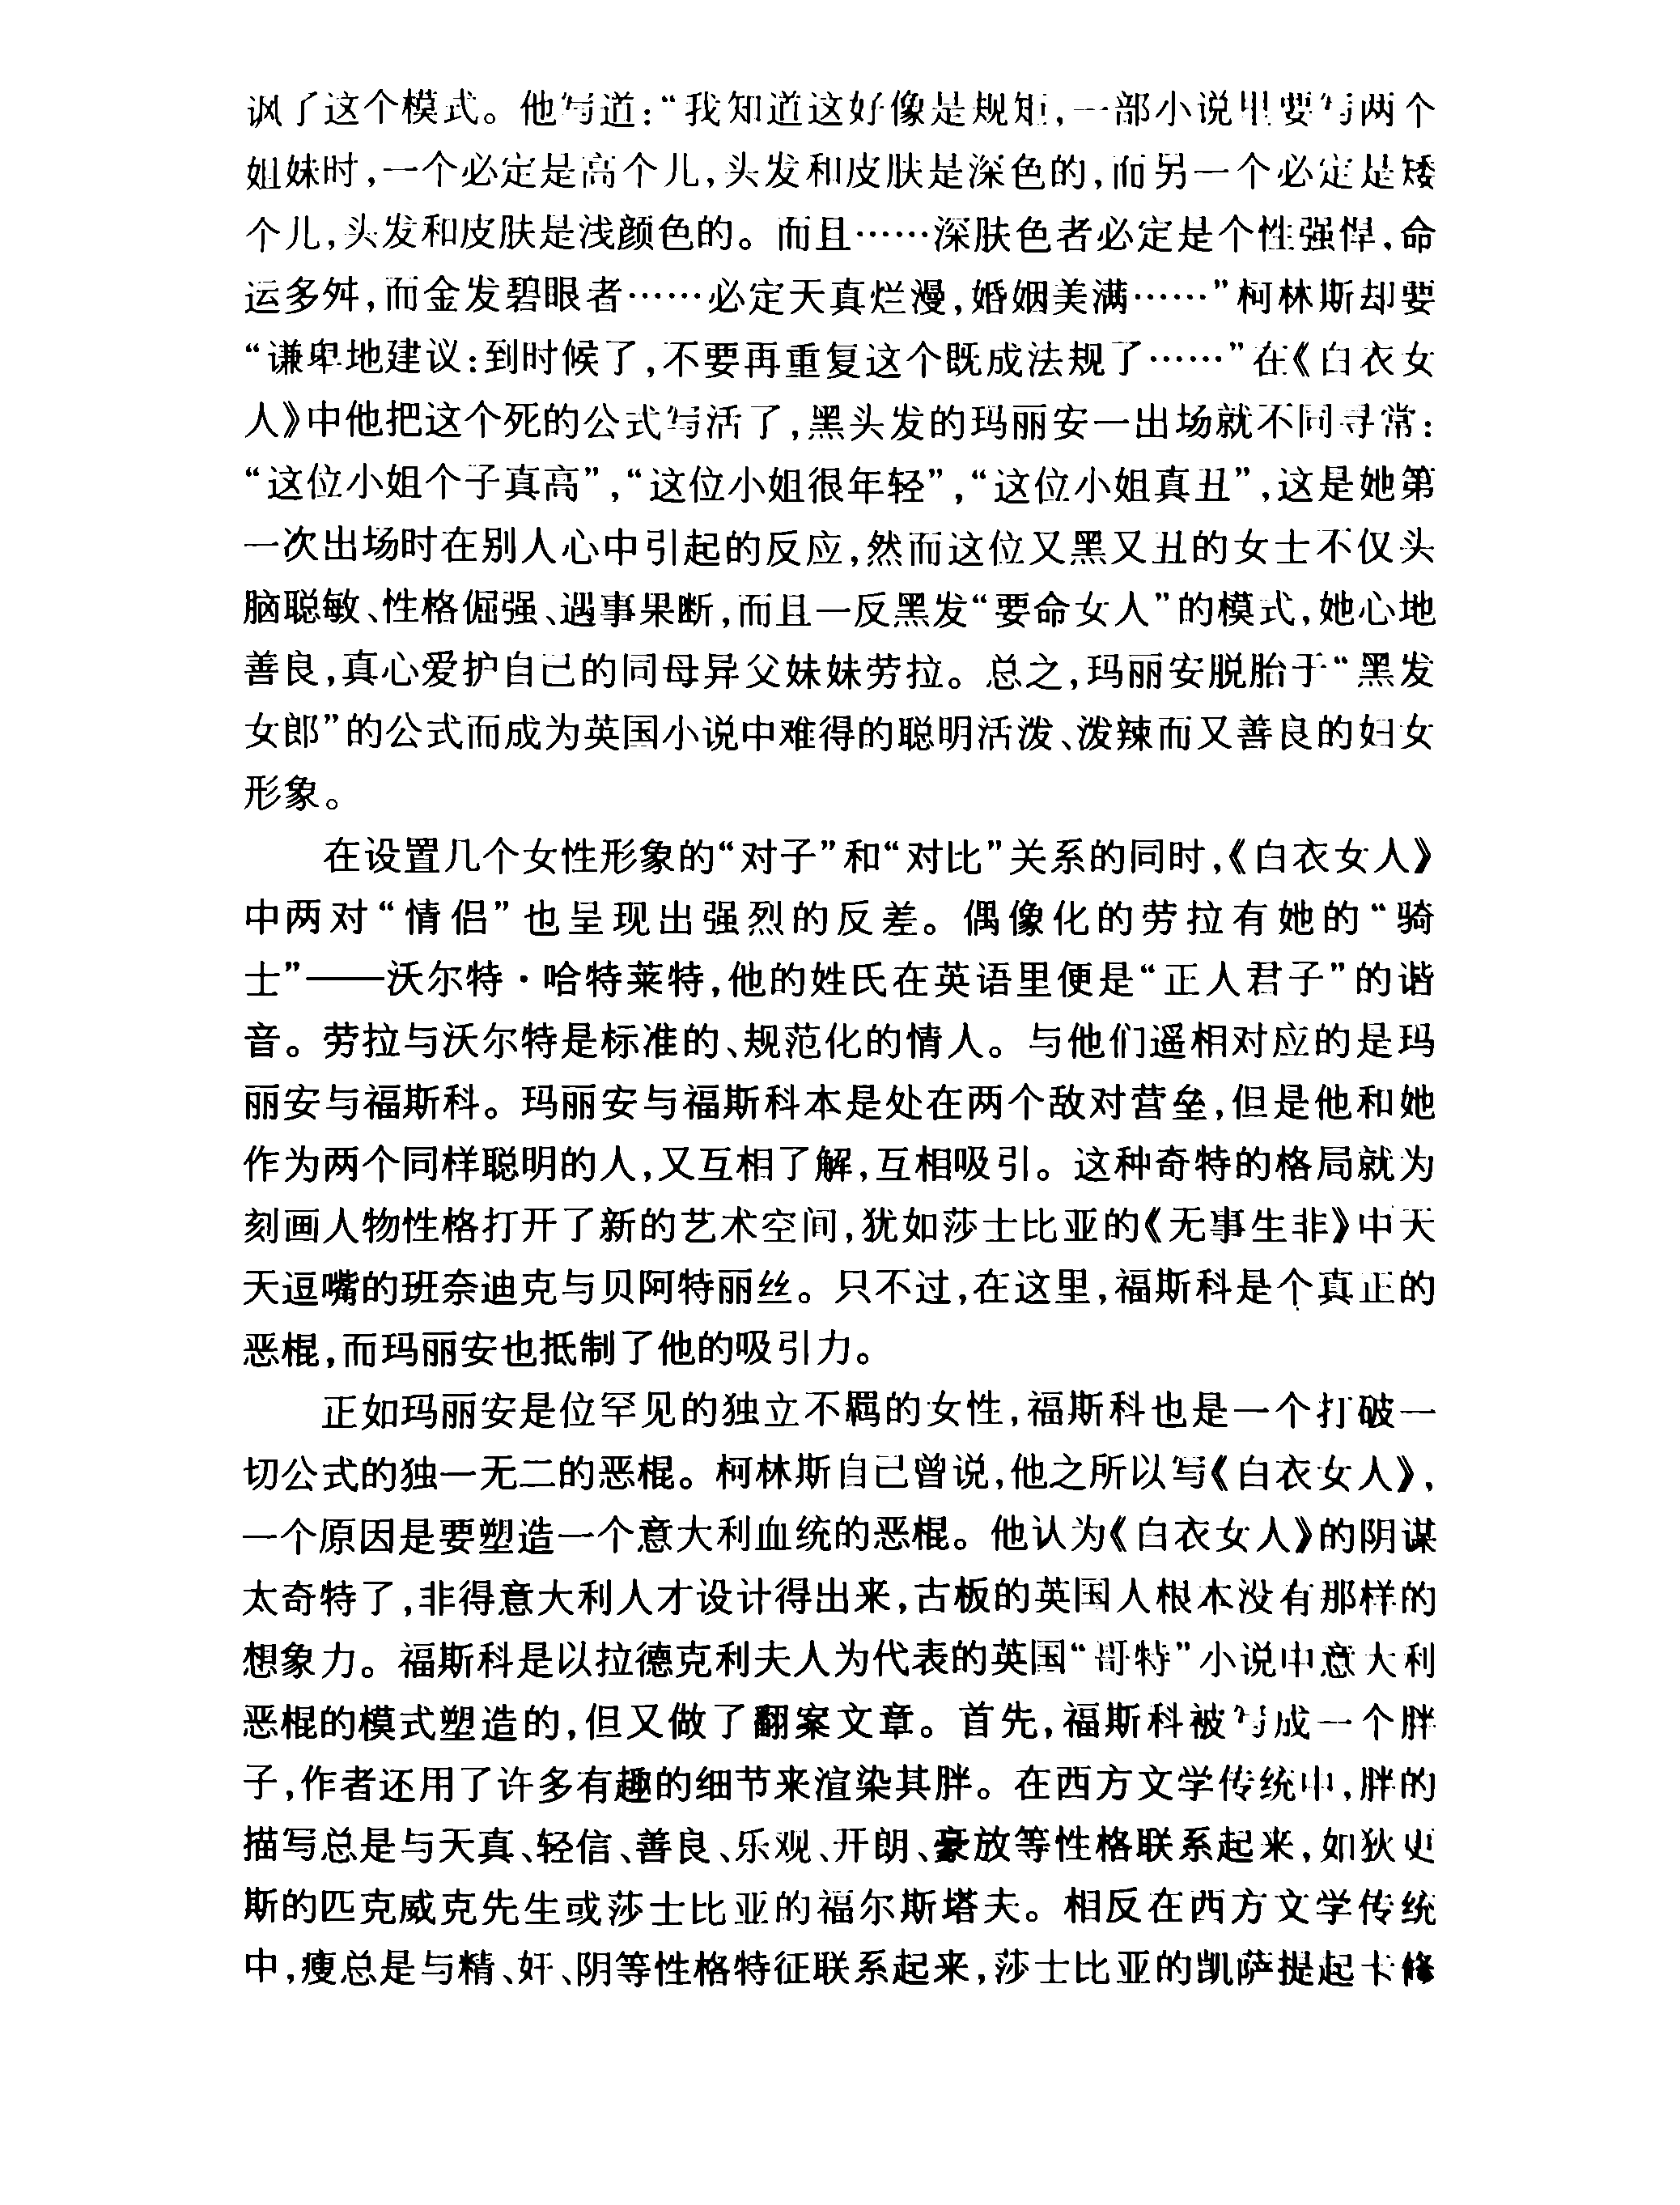 讽了这个模式。他写道:“我知道这好像是规矩,一部小说里要写两个
姐妹时,一个必定是高个儿,头发和皮肤是深色的,而另一个必定是矮
个儿,头发和皮肤是浅颜色的。而且……深肤色者必定是个性强悍,命
运多舛,而金发碧眼者……必定天真烂漫,婚姻美满……”柯林斯却要
“谦卑地建议:到时候了,不要再重复这个既成法规了……”在《白衣女
人》中他把这个死的公式写活了,黑头发的玛丽安一出场就不同寻常:
“这位小姐个子真高”,“这位小姐很年轻”,“这位小姐真丑”,这是她第
一次出场时在别人心中引起的反应,然而这位又黑又丑的女士不仅头
脑聪敏、性格倔强、遇事果断,而且一反黑发“要命女人”的模式,她心地
善良,真心爱护自己的同母异父妹妹劳拉。总之,玛丽安脱胎于“黑发
女郎”的公式而成为英国小说中难得的聪明活泼、泼辣而又善良的妇女
形象。
在设置几个女性形象的“对子”和“对比”关系的同时,《白衣女人》
中两对“情侣”也呈现出强烈的反差。偶像化的劳拉有她的“骑
士”——沃尔特·哈特莱特,他的姓氏在英语里便是“正人君子”的谐
音。劳拉与沃尔特是标准的、规范化的情人。与他们遥相对应的是玛
丽安与福斯科。玛丽安与福斯科本是处在两个敌对营垒,但是他和她
作为两个同样聪明的人,又互相了解,互相吸引。这种奇特的格局就为
刻画人物性格打开了新的艺术空间,犹如莎士比亚的《无事生非》中天
天逗嘴的班奈迪克与贝阿特丽丝。只不过,在这里,福斯科是个真正的
恶棍,而玛丽安也抵制了他的吸引力。
正如玛丽安是位罕见的独立不羁的女性,福斯科也是一个打破一
切公式的独一无二的恶棍。柯林斯自己曾说,他之所以写《白衣女人》,
一个原因是要塑造一个意大利血统的恶棍。他认为《白衣女人》的阴谋
太奇特了,非得意大利人才设计得出来,古板的英国人根本没有那样的
想象力。福斯科是以拉德克利夫人为代表的英国“哥特”小说中意大利
恶棍的模式塑造的,但又做了翻案文章。首先,福斯科被写成一个胖
子,作者还用了许多有趣的细节来渲染其胖。在西方文学传统中,胖的
描写总是与天真、轻信、善良、乐观、开朗、豪放等性格联系起来,如狄更
斯的匹克威克先生或莎士比亚的福尔斯塔夫。相反在西方文学传统
中,瘦总是与精、奸、阴等性格特征联系起来,莎士比亚的凯萨提起卡修